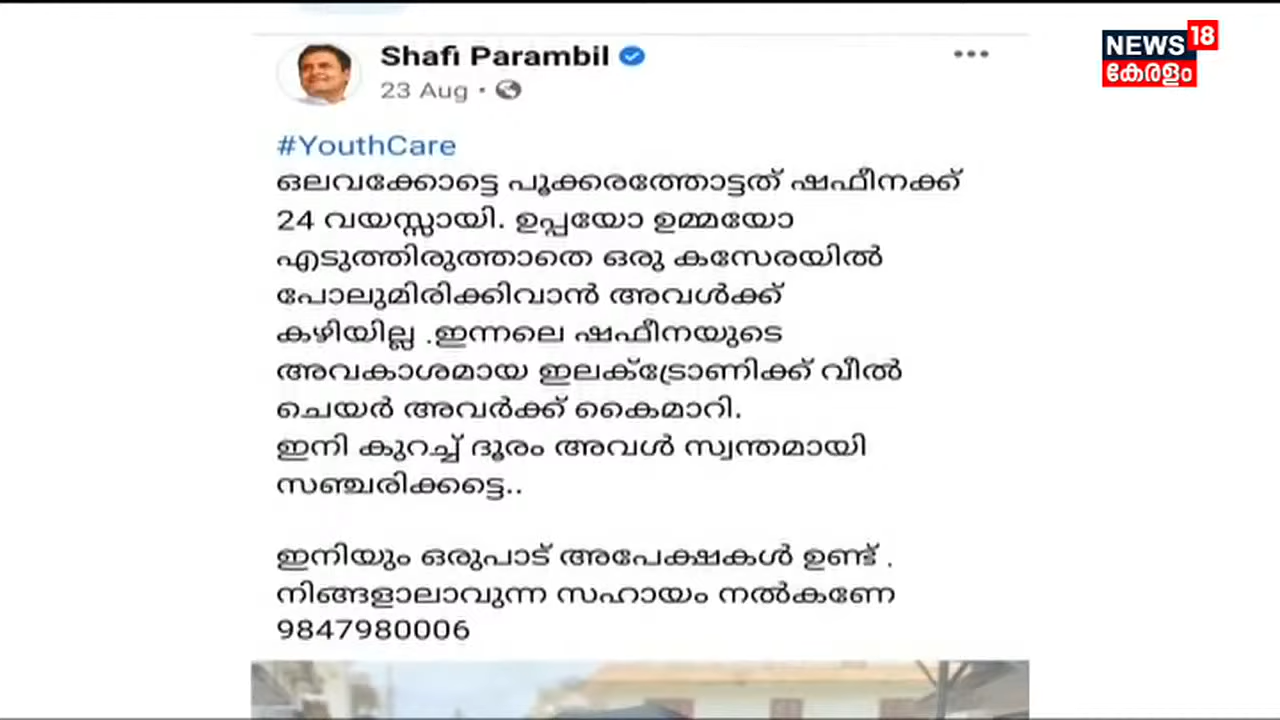 NEWS 18
കേരളം
Shafi Parambil
23 Aug ·
#YouthCare
ഒലവക്കോട്ടെ പൂക്കരത്തോട്ടത് ഷഫീനക്ക്
24 വയസ്സായി. ഉപ്പയോ ഉമ്മയോ
എടുത്തിരുത്താതെ ഒരു കസേരയിൽ
പോലുമിരിക്കിവാൻ അവൾക്ക്
കഴിയില്ല .ഇന്നലെ ഷഫീനയുടെ
അവകാശമായ ഇലക്ട്രോണിക്ക് വീൽ
ചെയർ അവർക്ക് കൈമാറി.
ഇനി കുറച്ച് ദൂരം അവൾ സ്വന്തമായി
സഞ്ചരിക്കട്ടെ..
ഇനിയും ഒരുപാട് അപേക്ഷകൾ ഉണ്ട് .
നിങ്ങളാലാവുന്ന സഹായം നൽകണേ
9847980006